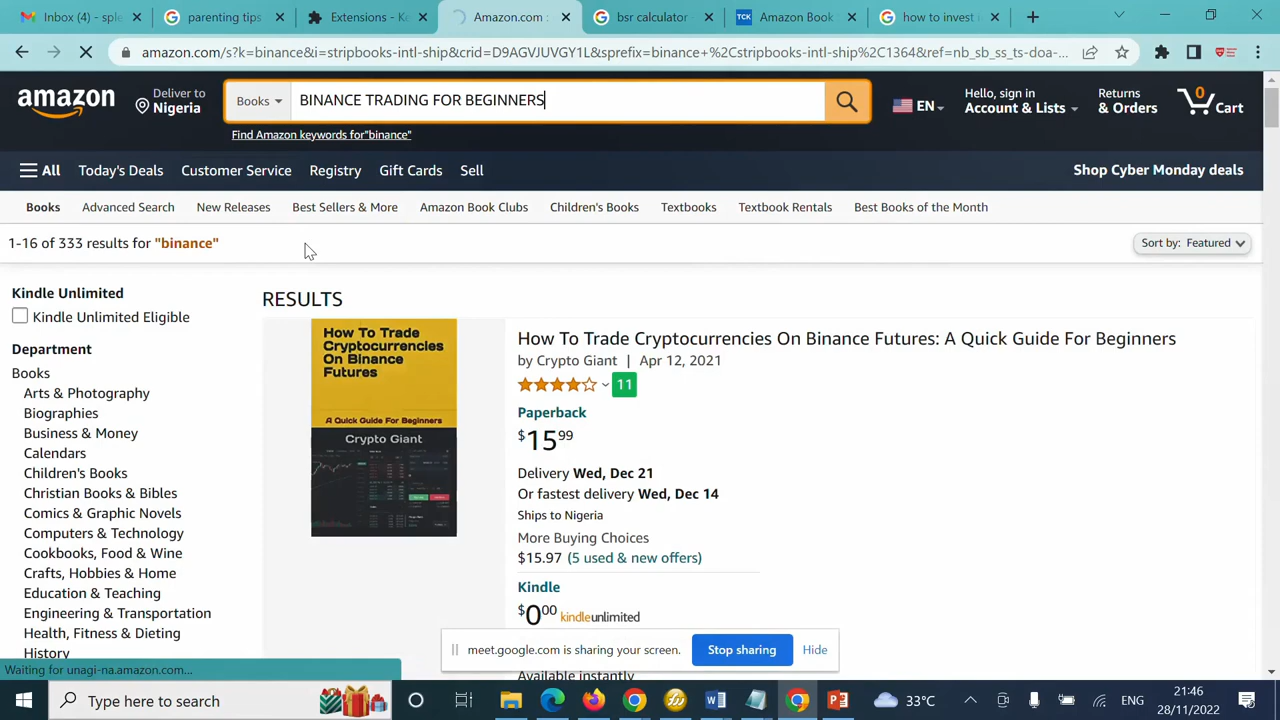 Inbox (4) - sple
parenting tips
Extensions - Ke
Amazon.com :
bsr calculator -
TCK
Amazon Book
how to invest
amazon.com/s?k=binance&i=stripbooks-intl-ship&crid=D9AGVJUVGY1L&sprefix=binance+%2Cstripbooks-intl-ship%2C1364&ref=nb_sb_ss_ts-doa-...
amazon
Deliver to
Nigeria
Books
BINANCE TRADING FOR BEGINNERS
EN
Hello, sign in
Account & Lists
Returns
& Orders
0
Cart
Find Amazon keywords for"binance"
All
Today's Deals
Customer Service
Registry
Gift Cards
Sell
Shop Cyber Monday deals
Books
Advanced Search
New Releases
Best Sellers & More
Amazon Book Clubs
Children's Books
Textbooks
Textbook Rentals
Best Books of the Month
1-16 of 333 results for "binance"
Sort by: Featured
Kindle Unlimited
Kindle Unlimited Eligible
Department
Books
Arts & Photography
Biographies
Business & Money
Calendars
Children's Books
Christian Books & Bibles
Comics & Graphic Novels
Computers & Technology
Cookbooks, Food & Wine
Crafts, Hobbies & Home
Education & Teaching
Engineering & Transportation
Health, Fitness & Dieting
History
RESULTS
How To Trade
Cryptocurrencies
On Binance
Futures
A Quick Guide For Beginners
Crypto Giant
How To Trade Cryptocurrencies On Binance Futures: A Quick Guide For Beginners
by Crypto Giant | Apr 12, 2021
11
Paperback
$15.99
Delivery Wed, Dec 21
Or fastest delivery Wed, Dec 14
Ships to Nigeria
More Buying Choices
$15.97 (5 used & new offers)
Kindle
$0.00 kindleunlimited
meet.google.com is sharing your screen.
Stop sharing
Hide
Available instantly
Waiting for unagi-na.amazon.com...
Type here to search
33°C
ENG
21:46
28/11/2022